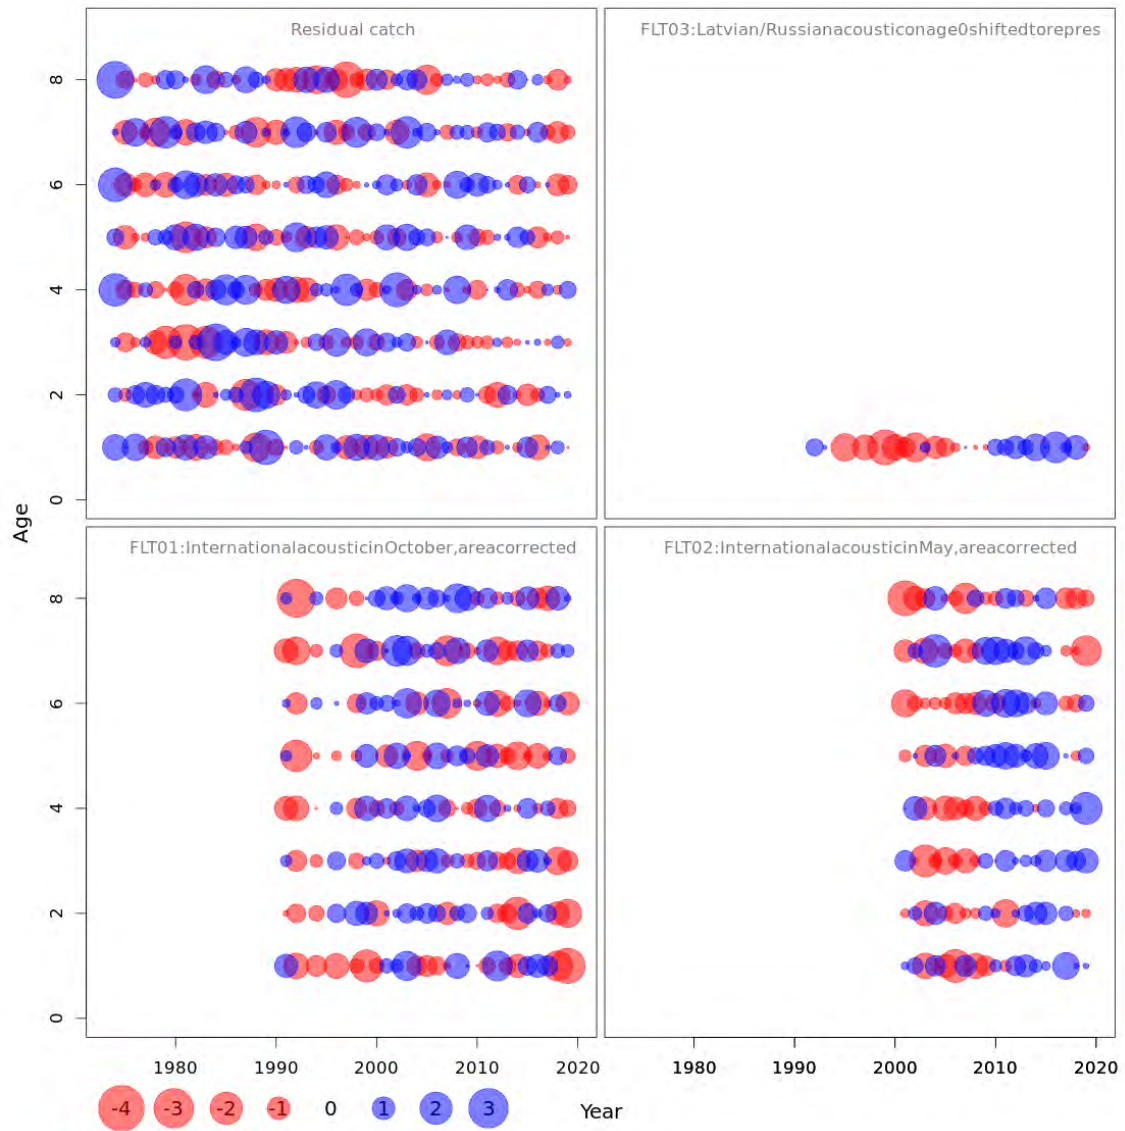 Residual catch
FLT03:Latvian/Russianacousticonage0shiftedtorepres
8
6
4
2
0
Age
FLT01:InternationalacousticinOctober,areacorrected
FLT02:InternationalacousticinMay,areacorrected
8
6
4
2
0
1980 1990 2000 2010 2020
1980 1990 2000 2010 2020
-4 -3 -2 -1 0 1 2 3
Year